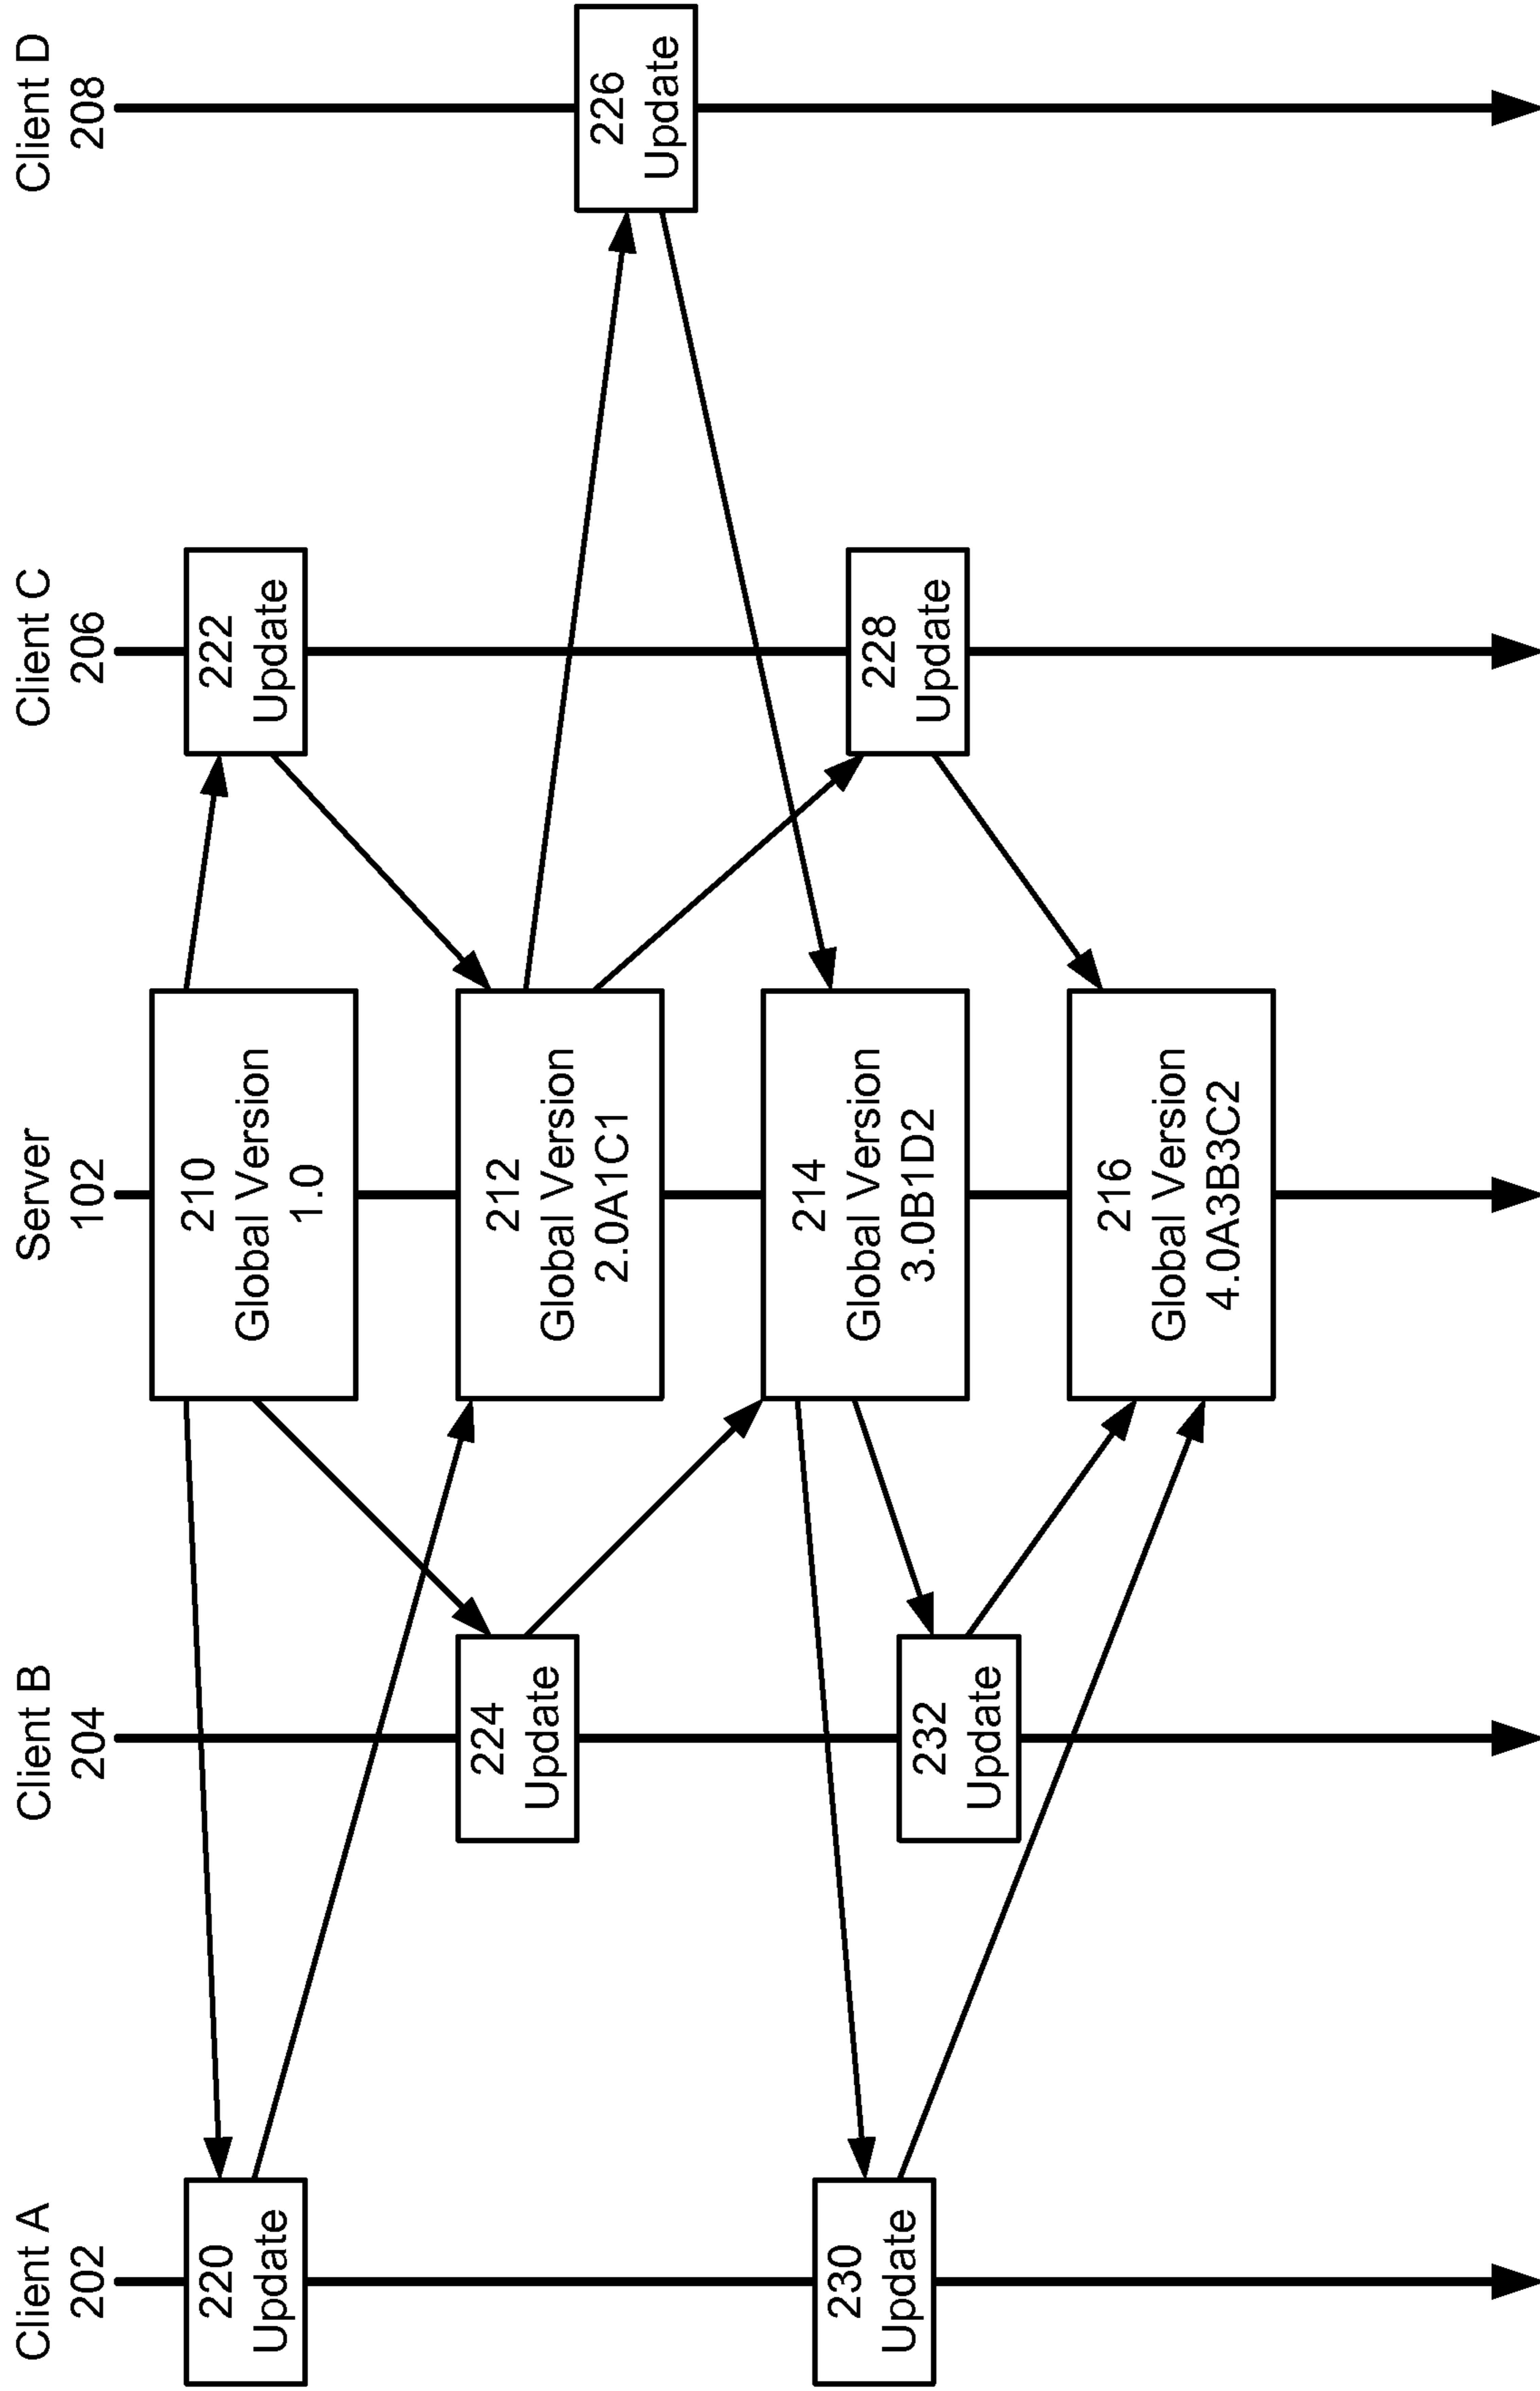 Client A
202
Client B
204
Server
102
Client C
206
Client D
208
220
Update
210
Global Version
1.0
222
Update
224
Update
212
Global Version
2.0A1C1
226
Update
230
Update
232
Update
214
Global Version
3.0B1D2
228
Update
216
Global Version
4.0A3B3C2